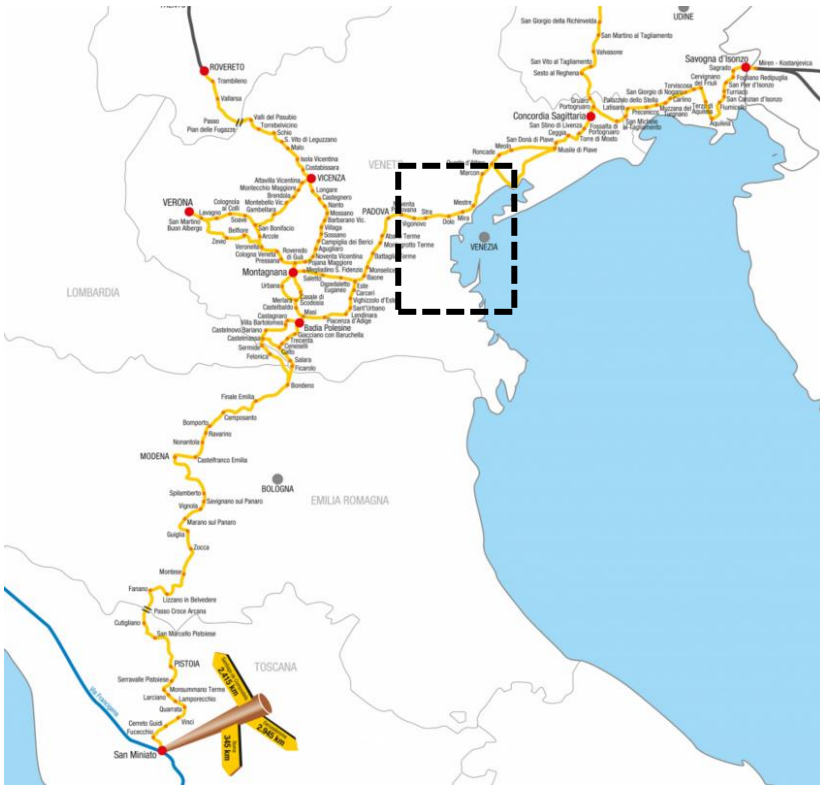 UDINE
San Giorgio della Richinvelda
San Martino al Tagliamento
Valvasone
San Vito al Tagliamento
Sesto al Reghena
Savogna d'Isonzo
Sagrado
Miren - Kostanjevica
Fogliano Redipuglia
San Pier d'Isonzo
Turriaco
San Canzian d'Isonzo
Fiumicello
Cervignano
del Friuli
Torviscosa
San Giorgio di Nogaro
Carlino
Muzzana del
Turgnano
Terzo di
Aquileia
Aquileia
Palazzolo dello Stella
Latisana
Precenicco
San Michele
al Tagliamento
Gruaro
Portogruaro
Concordia Sagittaria
Fossalta di
Portogruaro
San Stino di Livenza
Ceggia
Torre di Mosto
San Donà di Piave
Musile di Piave
Meolo
Roncade
Marcon
Mestre
Mira
Dolo
Stra
Vigonovo
VENEZIA
VENETO
PADOVA
ROVERETO
Trambileno
Vallarsa
Passo
Pian delle Fugazze
Valli del Pasubio
Torrebelvicino
Schio
S. Vito di Leguzzano
Malo
Isola Vicentina
Costabissara
VICENZA
Altavilla Vicentina
Montecchio Maggiore
Brendola
Montebello Vic.
Gambellara
Longare
Castegnero
Nanto
Mossano
Barbarano Vic.
Villaga
Sossano
Campiglia dei Berici
Agugliaro
Noventa Vicentina
Pojana Maggiore
VERONA
San Martino
Buon Albergo
Lavagno
Colognola
ai Colli
Soave
San Bonifacio
Arcole
Belfiore
Zevio
Veronella
Cologna Veneta
Pressana
Roveredo
di Guà
Montagnana
Megliadino S. Fidenzio
Saletto
Ospedaletto
Euganeo
Monselice
Baone
Este
Carceri
Vighizzolo d'Este
Sant'Urbano
Lendinara
Piacenza d'Adige
Urbana
Merlara
Casale di
Scodosia
Castelbaldo
Masi
Castagnaro
Villa Bartolomea
Badia Polesine
Giacciano con Baruchella
Trecenta
Ceneselli
Calto
Salara
Ficarolo
Castelnovo Bariano
Castelmassa
Sermide
Felonica
Bondeno
LOMBARDIA
Finale Emilia
Camposanto
Bomporto
Ravarino
Nonantola
MODENA
Castelfranco Emilia
BOLOGNA
EMILIA ROMAGNA
Spilamberto
Savignano sul Panaro
Vignola
Marano sul Panaro
Guiglia
Zocca
Montese
Fanano
Lizzano in Belvedere
Passo Croce Arcana
Cutigliano
San Marcello Pistoiese
PISTOIA
TOSCANA
Serravalle Pistoiese
Monsummano Terme
Larciano
Lamporecchio
Quarrata
Vinci
Cerreto Guidi
Fucecchio
San Miniato
Via Francigena
2.415 km
2.945 km
Roma
345 km